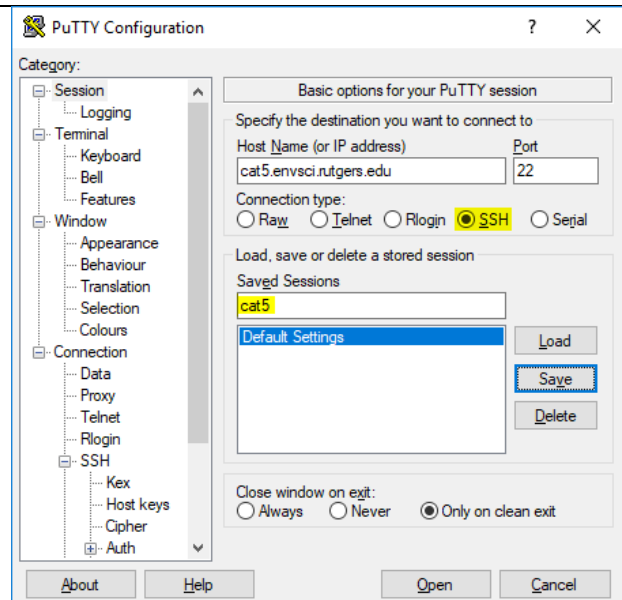 PuTTY Configuration
?
Category:
Session
Logging
Terminal
Keyboard
Bell
Features
Window
Appearance
Behaviour
Translation
Selection
Colours
Connection
Data
Proxy
Telnet
Rlogin
SSH
Kex
Host keys
Cipher
Auth
Basic options for your PuTTY session
Specify the destination you want to connect to
Host Name (or IP address) Port
cat5.envsci.rutgers.edu 22
Connection type:
Raw Telnet Rlogin SSH Serial
Load, save or delete a stored session
Saved Sessions
cat5
Default Settings
Load
Save
Delete
Close window on exit:
Always Never Only on clean exit
About Help Open Cancel